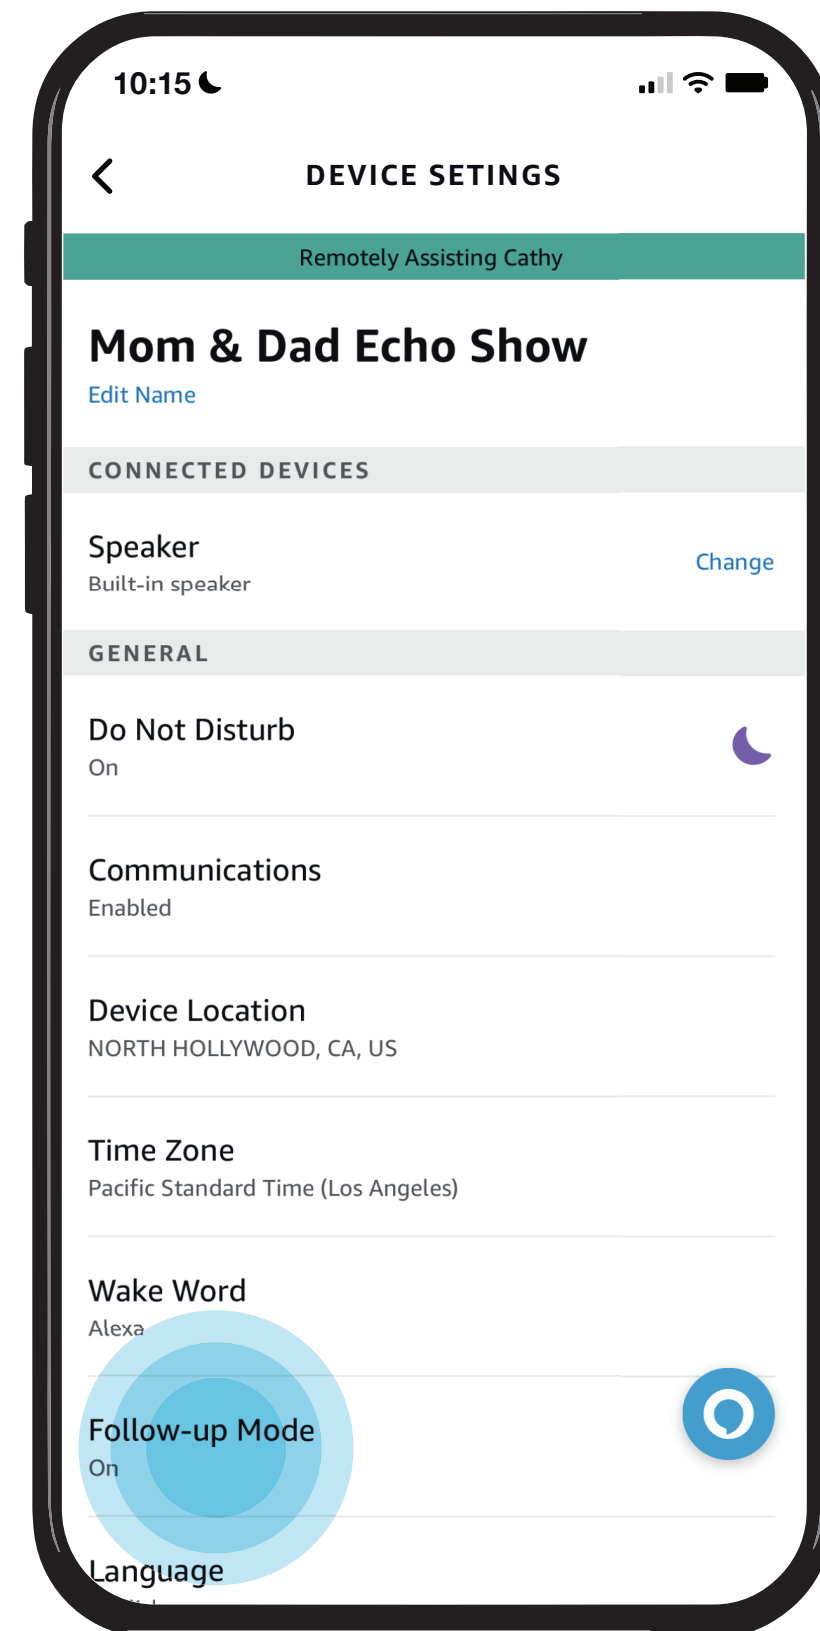 10:15
DEVICE SETINGS
Remotely Assisting Cathy
Mom & Dad Echo Show
Edit Name
CONNECTED DEVICES
Speaker
Built-in speaker
Change
GENERAL
Do Not Disturb
On
Communications
Enabled
Device Location
NORTH HOLLYWOOD, CA, US
Time Zone
Pacific Standard Time (Los Angeles)
Wake Word
Alexa
Follow-up Mode
On
Language